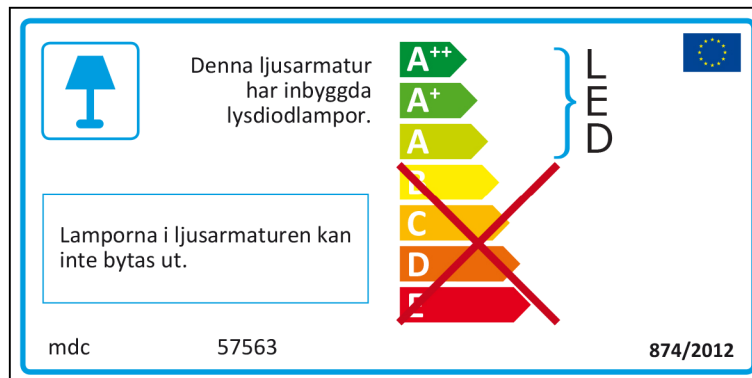 Denna ljusarmatur
har inbyggda
lysdiodlampor.
A++
A+
A
B
C
D
E
L
E
D
Lamporna i ljusarmaturen kan
inte bytas ut.
mdc 57563
874/2012